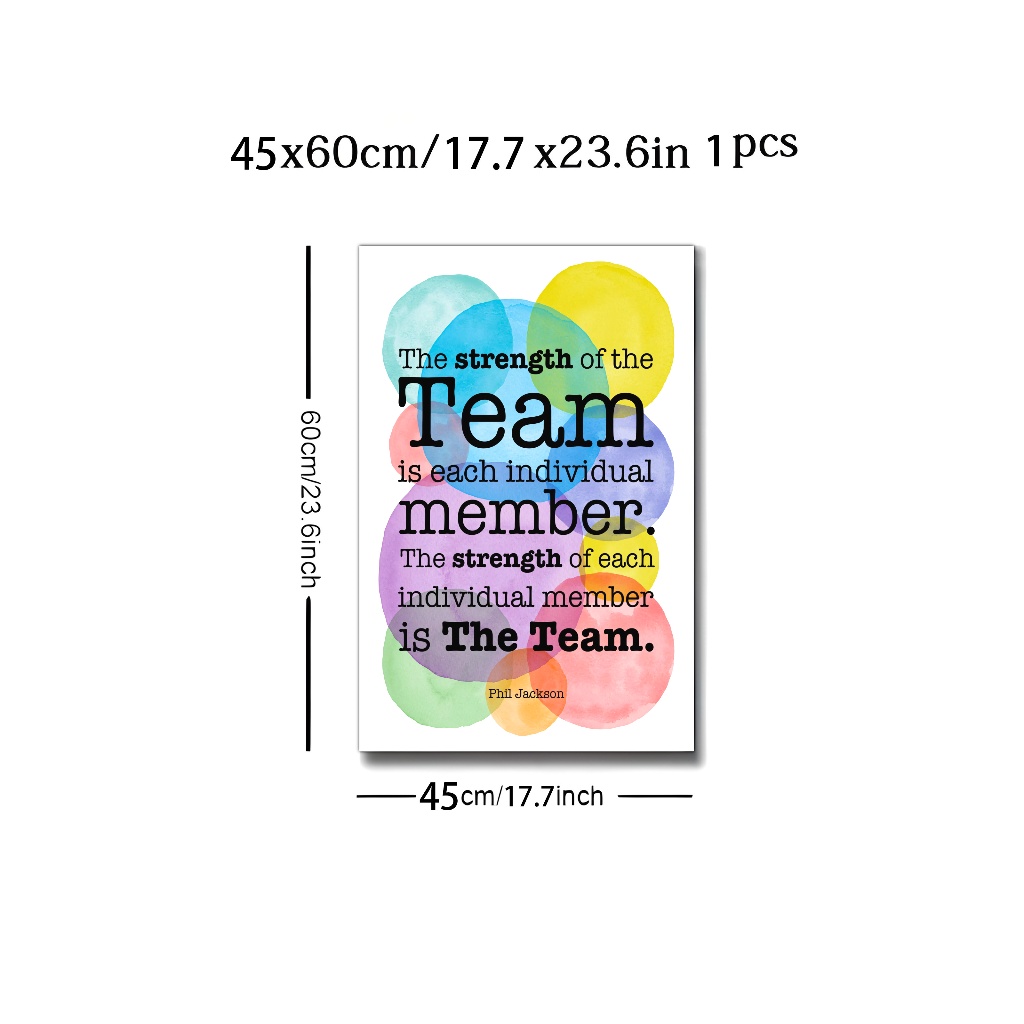 45x60cm/17.7 x23.6in 1pcs
60cm/23.6inch
The strength of the
Team
is each individual
member.
The strength of each
individual member
is The Team.
Phil Jackson
45cm/17.7inch